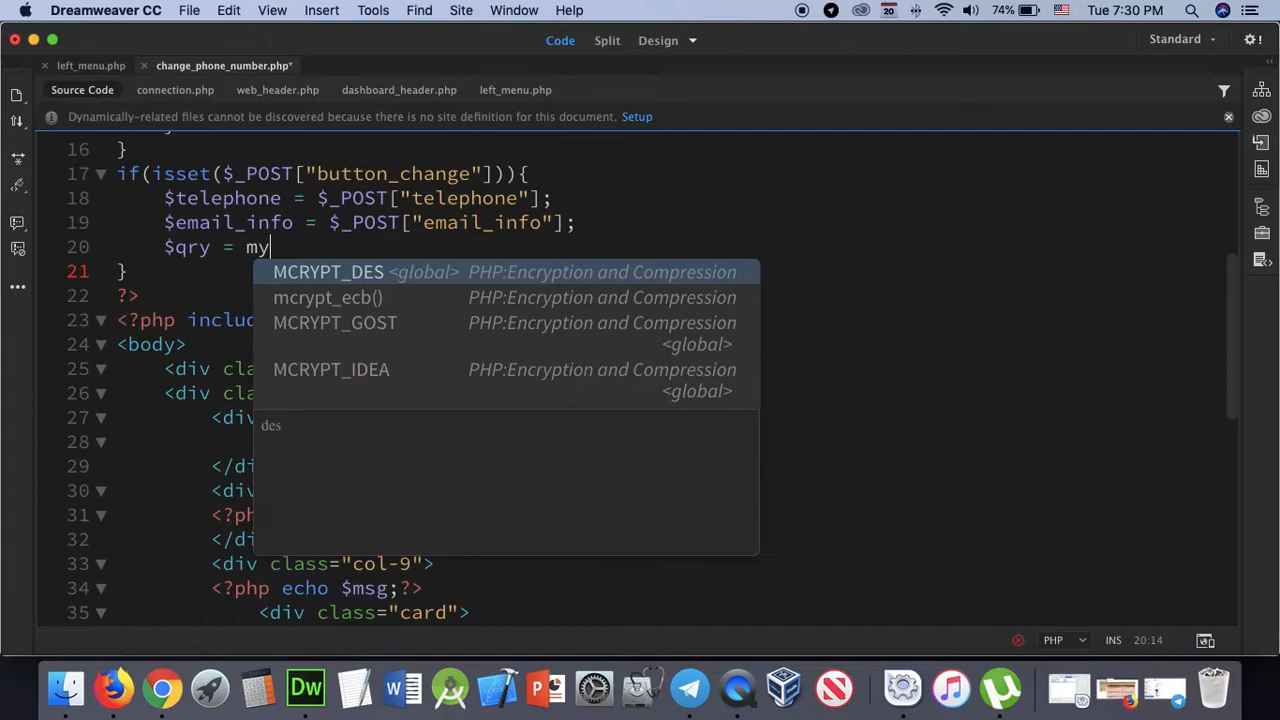 Dreamweaver CC File Edit View Insert Tools Find Site Window Help 20 74% Tue 7:30 PM
Code Split Design Standard
left_menu.php change_phone_number.php*
Source Code connection.php web_header.php dashboard_header.php left_menu.php
Dynamically-related files cannot be discovered because there is no site definition for this document. Setup
16 }
17 if(isset($_POST["button_change"])){
18 $telephone = $_POST["telephone"];
19 $email_info = $_POST["email_info"];
20 $qry = my
21 }
MCRYPT_DES <global> PHP:Encryption and Compression
22 ?>
mcrypt_ecb() PHP:Encryption and Compression
23 <?php includ
MCRYPT_GOST PHP:Encryption and Compression
24 <body>
<global>
25 <div cla
MCRYPT_IDEA PHP:Encryption and Compression
26 <div cla
<global>
27 <div
des
28
29 </di
30 <div
31 <?ph
32 </di
33 <div class="col-9">
34 <?php echo $msg;?>
35 <div class="card">
PHP INS 20:14
Dw W P N